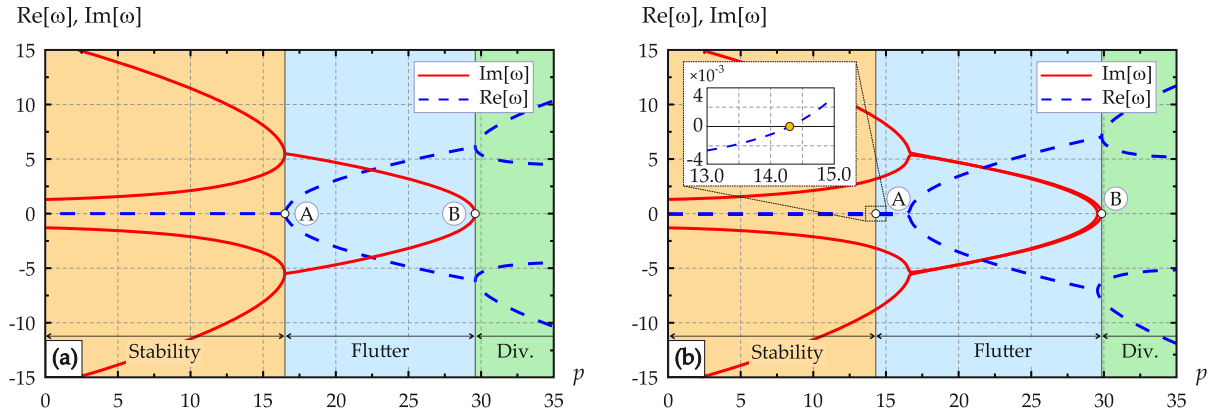 Re[ω], Im[ω]
15
10
5
0
-5
-10
-15
Im[ω]
Re[ω]
A
B
(a)
Stability
Flutter
Div.
0 5 10 15 20 25 30 35
p
Re[ω], Im[ω]
15
10
5
0
-5
-10
-15
×10⁻³
4
0
-4
13.0 14.0 15.0
Im[ω]
Re[ω]
A
B
(b)
Stability
Flutter
Div.
0 5 10 15 20 25 30 35
p